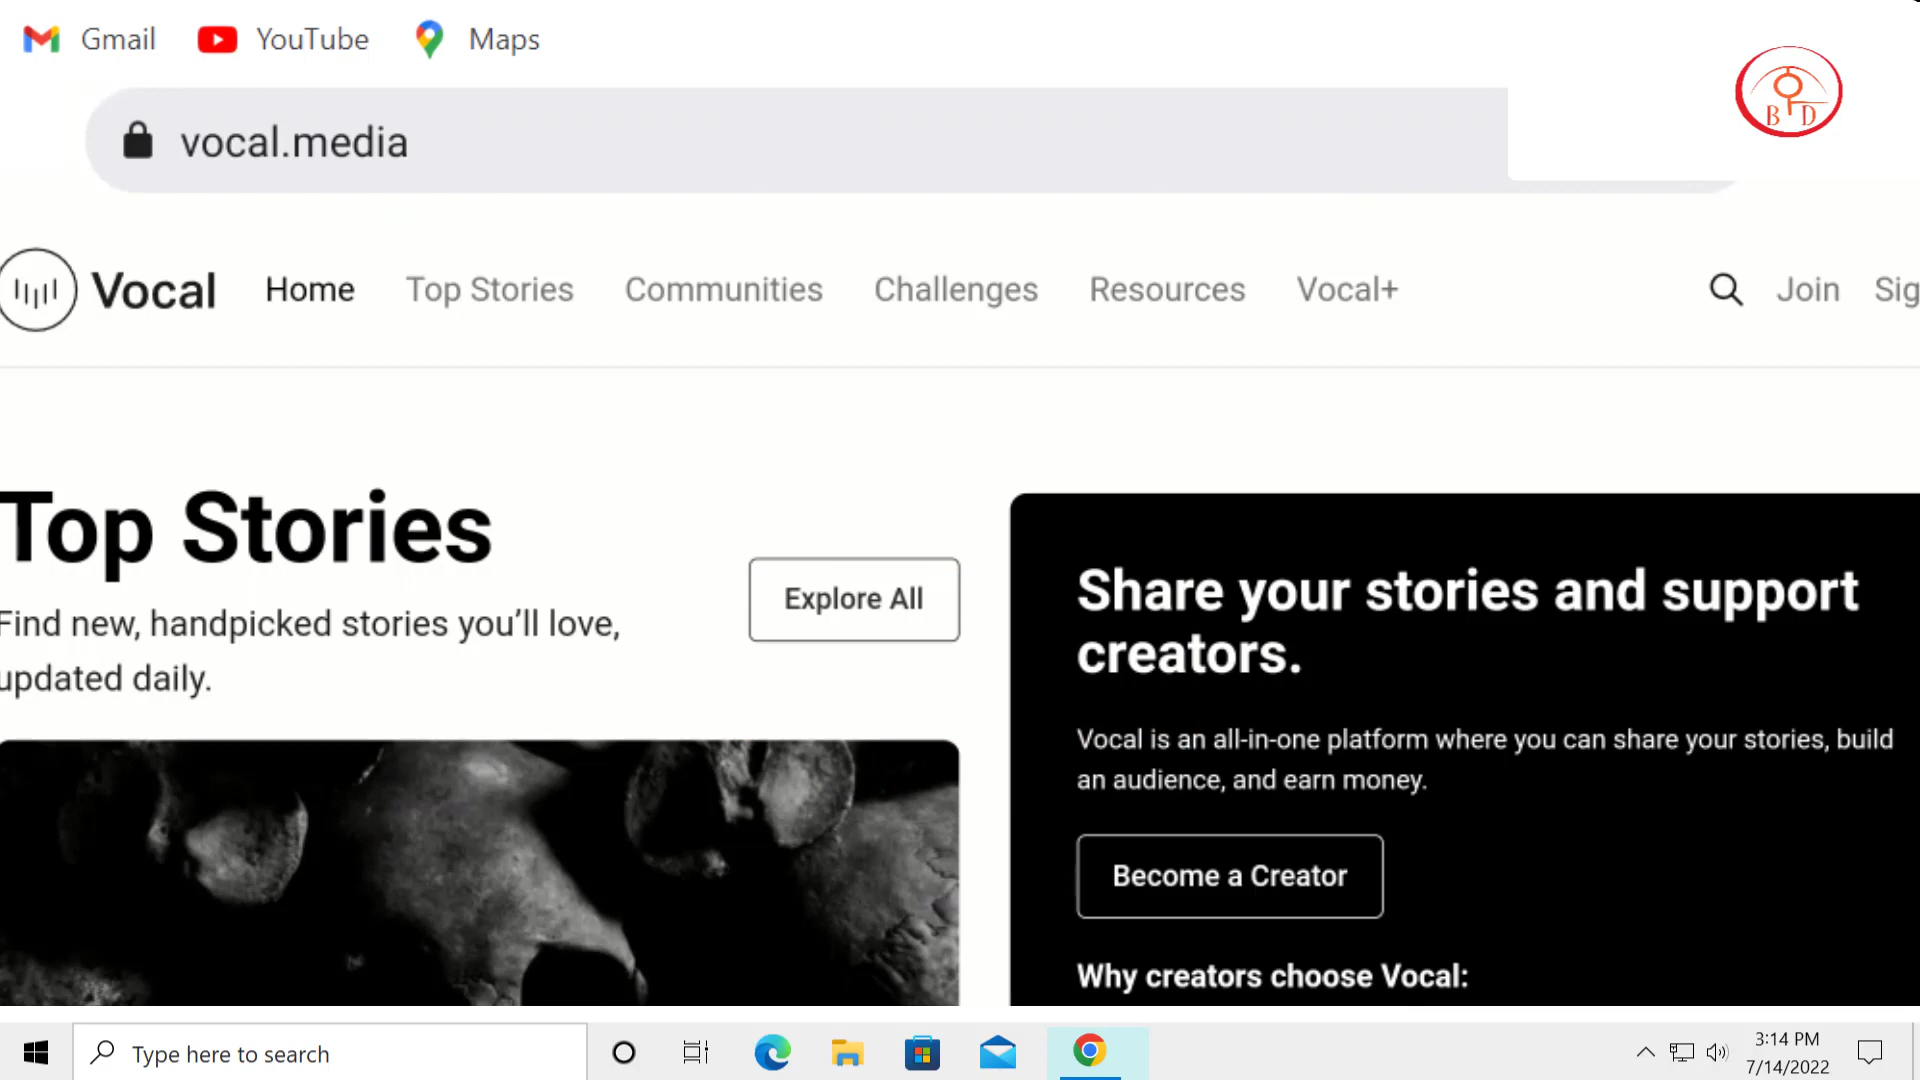 Gmail YouTube Maps
B D
vocal.media
Vocal Home Top Stories Communities Challenges Resources Vocal+ Join Sig
Top Stories
Find new, handpicked stories you’ll love,
updated daily.
Explore All
Share your stories and support
creators.
Vocal is an all-in-one platform where you can share your stories, build
an audience, and earn money.
Become a Creator
Why creators choose Vocal:
Type here to search
3:14 PM
7/14/2022